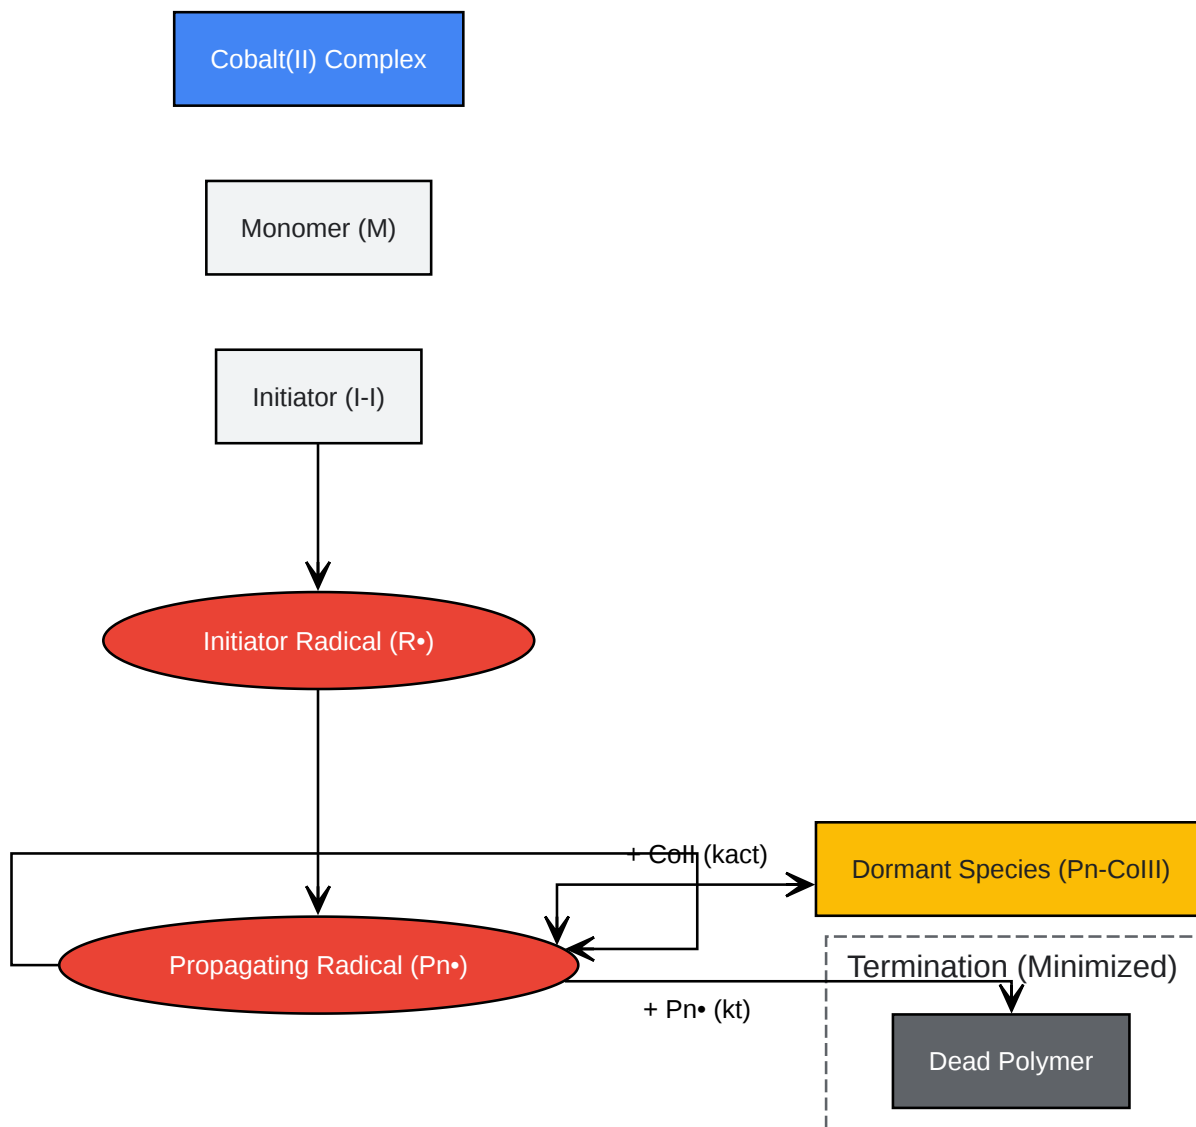 Cobalt(II) Complex
Monomer (M)
Initiator (I-I)
Initiator Radical (R•)
+ CoII (kact)
Dormant Species (Pn-CoIII)
Propagating Radical (Pn•)
Termination (Minimized)
+ Pn• (kt)
Dead Polymer